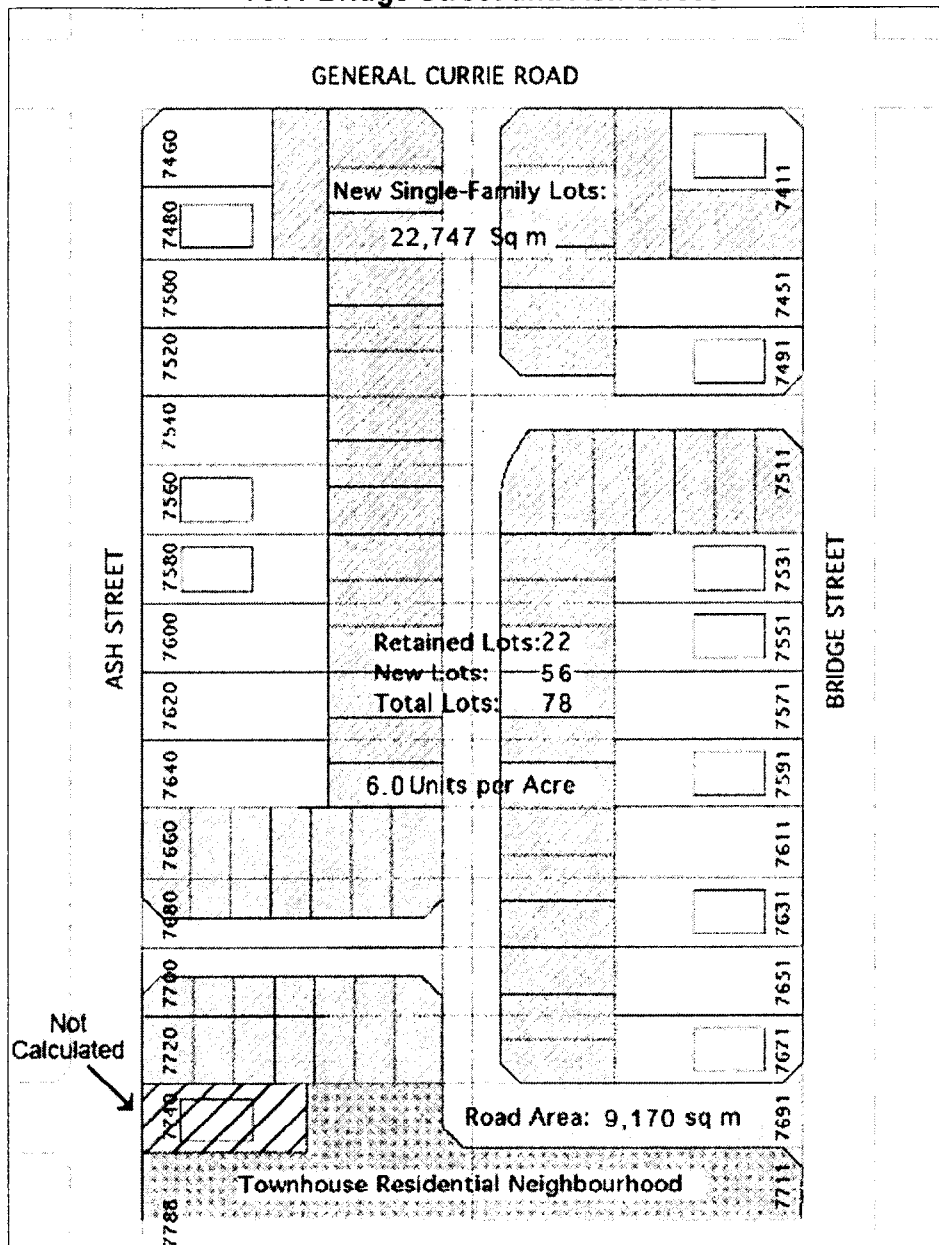 GENERAL CURRIE ROAD
7460
7480
7500
7520
7540
7560
7580
7600
7620
7640
7660
7680
7700
7720
7740
7788
ASH STREET
New Single-Family Lots:
22,747 Sq m
Retained Lots:22
New Lots: 56
Total Lots: 78
6.0 Units per Acre
7411
7451
7491
7511
7531
7551
7571
7591
7611
7631
7651
7671
7691
7711
BRIDGE STREET
Not
Calculated
Road Area: 9,170 sq m
Townhouse Residential Neighbourhood